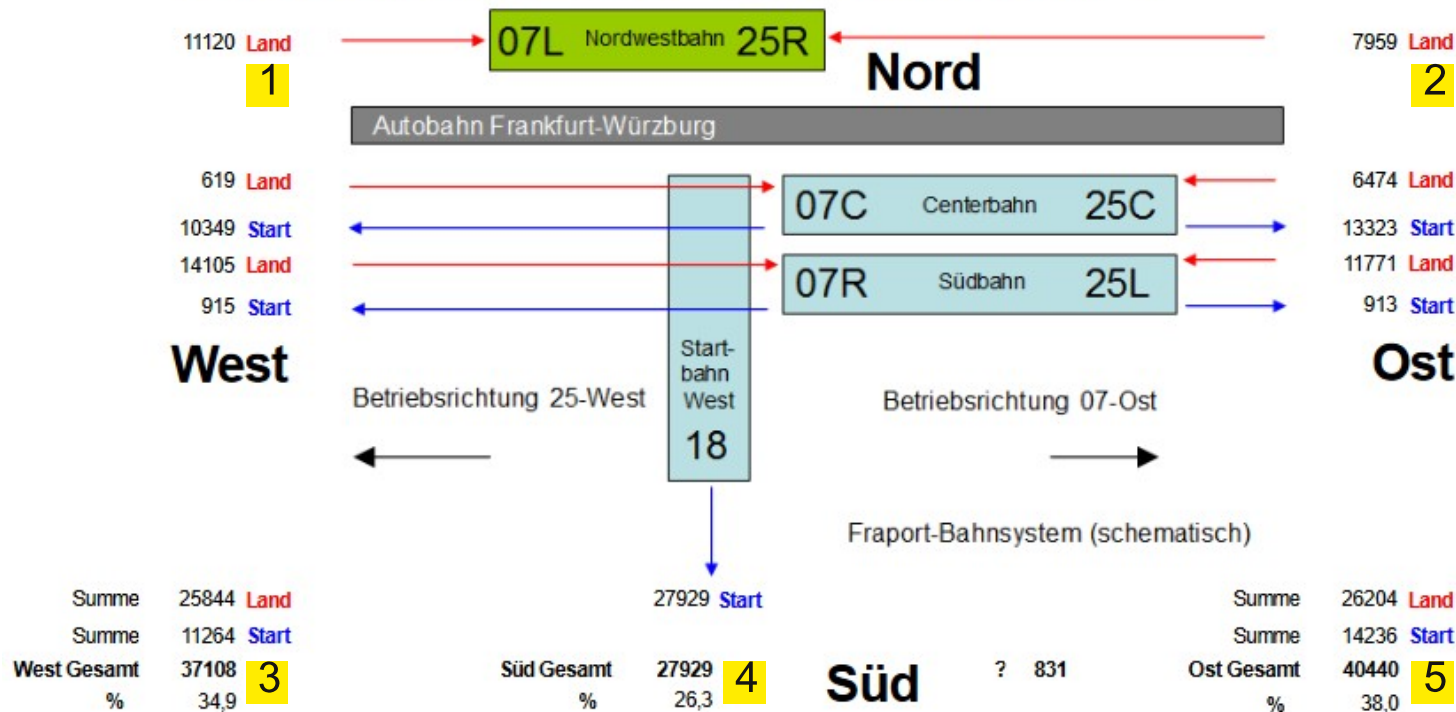 11120 Land
07L Nordwestbahn 25R
7959 Land
1
Nord
2
Autobahn Frankfurt-Würzburg
619 Land
07C Centerbahn 25C
6474 Land
10349 Start
13323 Start
14105 Land
07R Südbahn 25L
11771 Land
915 Start
913 Start
West
Start-
bahn
West
18
Ost
Betriebsrichtung 25-West
Betriebsrichtung 07-Ost
Fraport-Bahnsystem (schematisch)
Summe 25844 Land
27929 Start
Summe 26204 Land
Summe 11264 Start
Summe 14236 Start
West Gesamt 37108
3
Süd Gesamt 27929
4
Süd
? 831
Ost Gesamt 40440
5
% 34,9
% 26,3
% 38,0